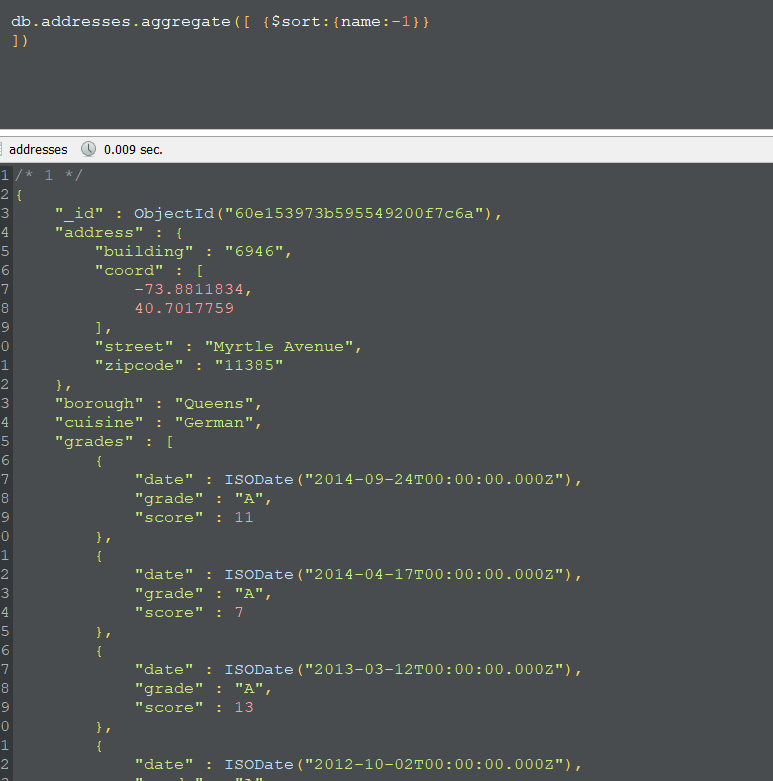 db.addresses.aggregate([ {$sort:{name:-1}}
])
addresses 0.009 sec.
1 /* 1 */
2 {
3 "_id" : ObjectId("60e153973b595549200f7c6a"),
4 "address" : {
5 "building" : "6946",
6 "coord" : [
7 -73.8811834,
8 40.7017759
9 ],
0 "street" : "Myrtle Avenue",
1 "zipcode" : "11385"
2 },
3 "borough" : "Queens",
4 "cuisine" : "German",
5 "grades" : [
6 {
7 "date" : ISODate("2014-09-24T00:00:00.000Z"),
8 "grade" : "A",
9 "score" : 11
0 },
1 {
2 "date" : ISODate("2014-04-17T00:00:00.000Z"),
3 "grade" : "A",
4 "score" : 7
5 },
6 {
7 "date" : ISODate("2013-03-12T00:00:00.000Z"),
8 "grade" : "A",
9 "score" : 13
0 },
1 {
2 "date" : ISODate("2012-10-02T00:00:00.000Z"),